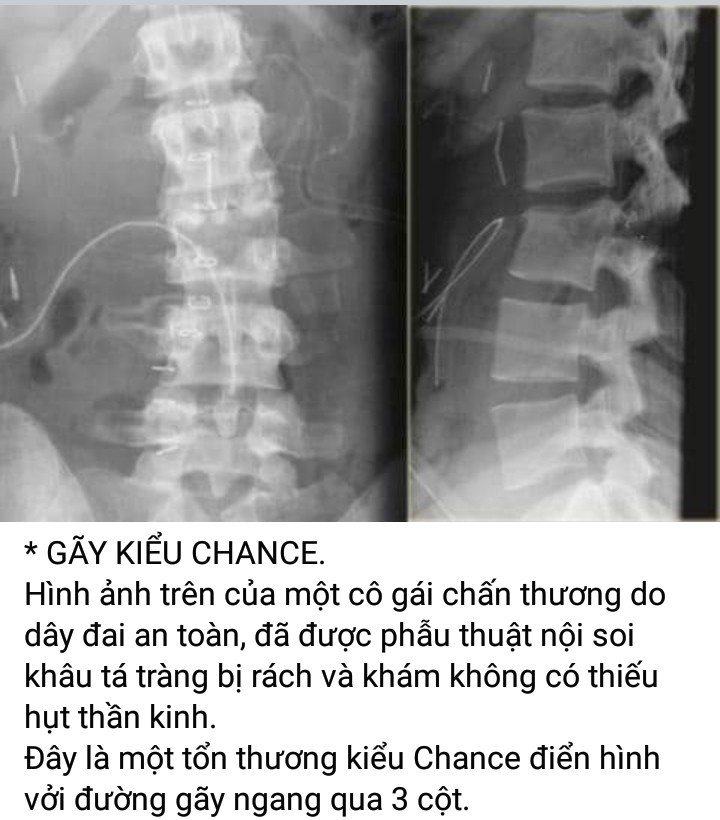 * GÃY KIỂU CHANCE.
Hình ảnh trên của một cô gái chấn thương do
dây đai an toàn, đã được phẫu thuật nội soi
khâu tá tràng bị rách và khám không có thiếu
hụt thần kinh.
Đây là một tổn thương kiểu Chance điển hình
với đường gãy ngang qua 3 cột.